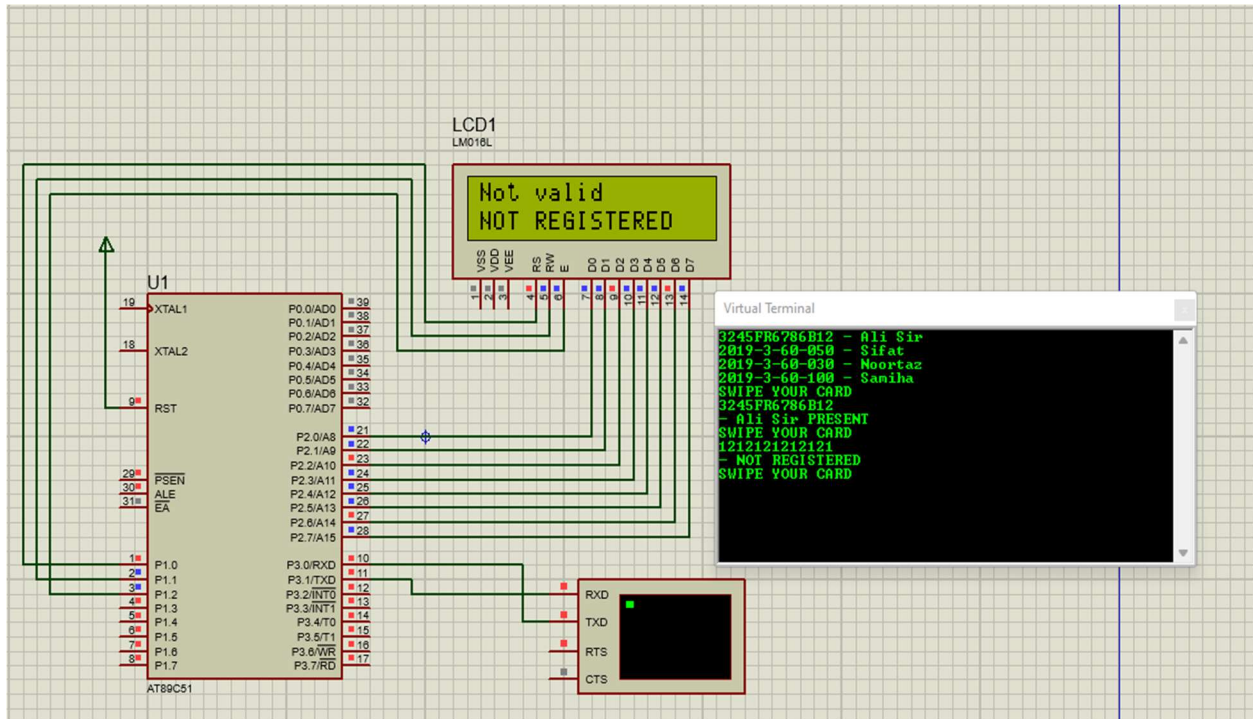 LCD1
LM016L
Not valid
NOT REGISTERED
VSS
VDD
VEE
RS
RW
E
D0
D1
D2
D3
D4
D5
D6
D7
1
2
3
4
5
6
7
8
9
10
11
12
13
14
U1
19 XTAL1
18 XTAL2
9 RST
29 PSEN
30 ALE
31 EA
1 P1.0
2 P1.1
3 P1.2
4 P1.3
5 P1.4
6 P1.5
7 P1.6
8 P1.7
P0.0/AD0 39
P0.1/AD1 38
P0.2/AD2 37
P0.3/AD3 36
P0.4/AD4 35
P0.5/AD5 34
P0.6/AD6 33
P0.7/AD7 32
P2.0/A8 21
P2.1/A9 22
P2.2/A10 23
P2.3/A11 24
P2.4/A12 25
P2.5/A13 26
P2.6/A14 27
P2.7/A15 28
P3.0/RXD 10
P3.1/TXD 11
P3.2/INT0 12
P3.3/INT1 13
P3.4/T0 14
P3.5/T1 15
P3.6/WR 16
P3.7/RD 17
AT89C51
Virtual Terminal
3245FR6786B12 - Ali Sir
2019-3-60-050 - Sifat
2019-3-60-030 - Noortaz
2019-3-60-100 - Samiha
SWIPE YOUR CARD
3245FR6786B12
- Ali Sir PRESENT
SWIPE YOUR CARD
1212121212121
- NOT REGISTERED
SWIPE YOUR CARD
RXD
TXD
RTS
CTS